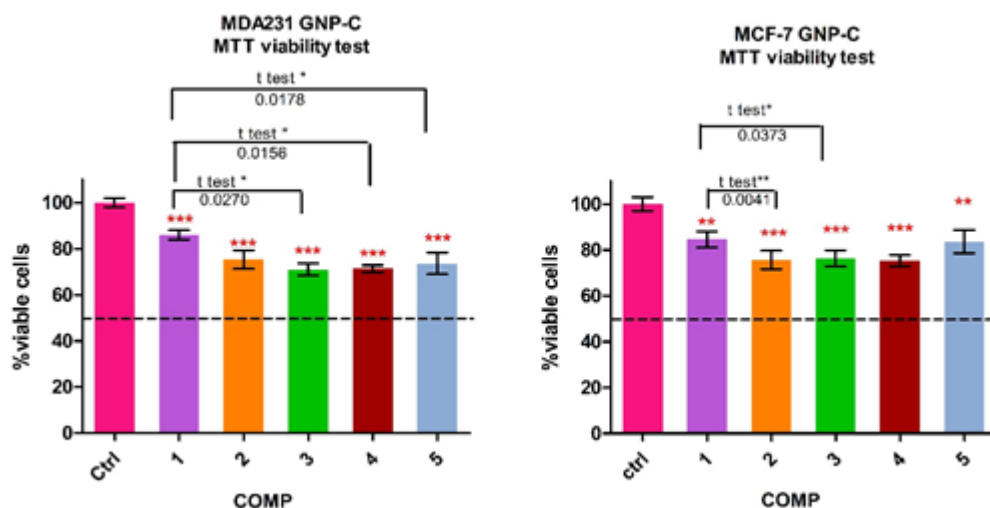 MDA231 GNP-C
MTT viability test
t test *
0.0178
t test *
0.0156
t test *
0.0270
***
***
***
***
***
100
80
60
40
20
0
%viable cells
Ctrl
1
2
3
4
5
COMP
MCF-7 GNP-C
MTT viability test
t test*
0.0373
t test**
0.0041
**
***
***
***
**
100
80
60
40
20
0
%viable cells
ctrl
1
2
3
4
5
COMP